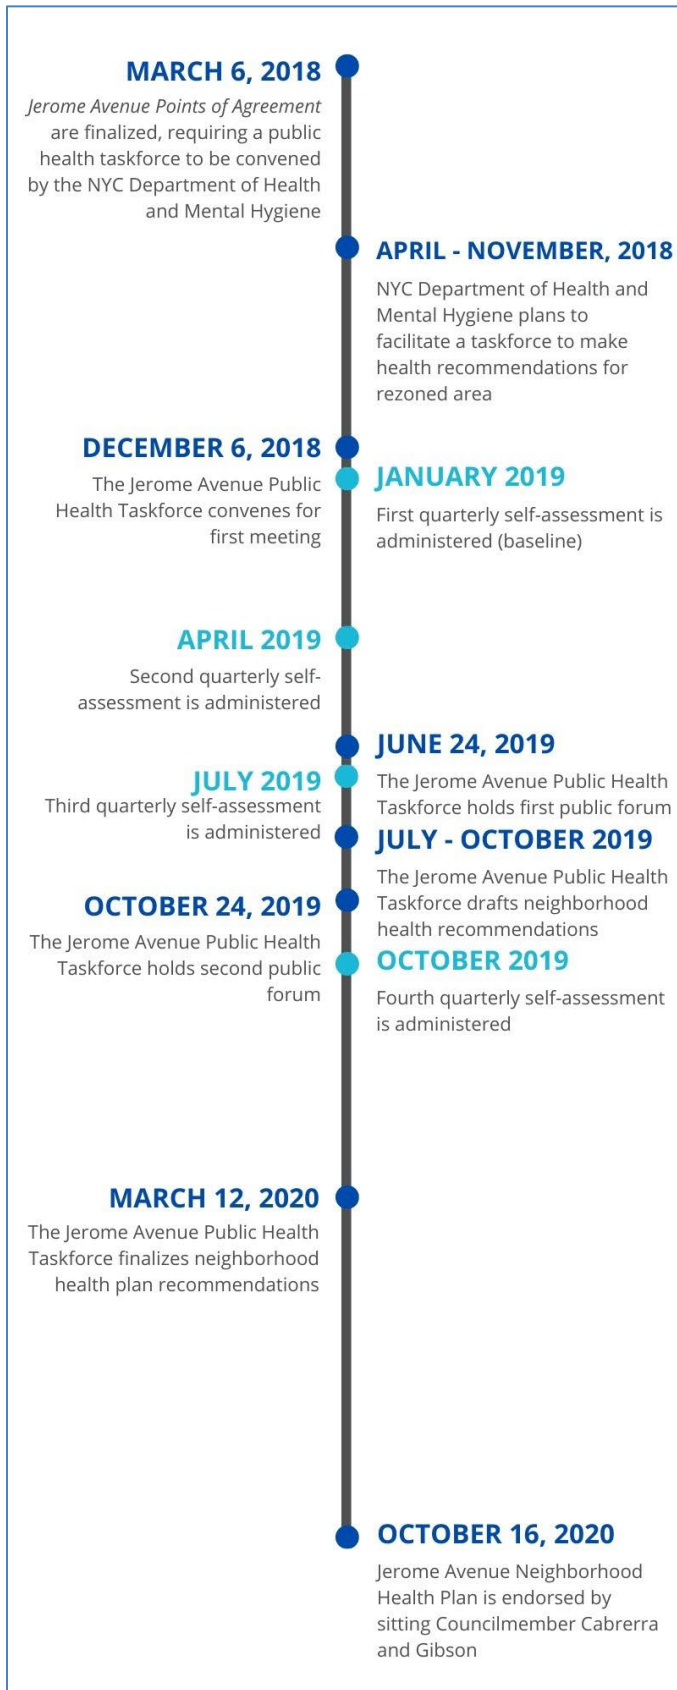 MARCH 6, 2018
Jerome Avenue Points of Agreement
are finalized, requiring a public
health taskforce to be convened
by the NYC Department of Health
and Mental Hygiene
APRIL - NOVEMBER, 2018
NYC Department of Health and
Mental Hygiene plans to
facilitate a taskforce to make
health recommendations for
rezoned area
DECEMBER 6, 2018
The Jerome Avenue Public
Health Taskforce convenes for
first meeting
JANUARY 2019
First quarterly self-assessment is
administered (baseline)
APRIL 2019
Second quarterly self-
assessment is administered
JUNE 24, 2019
The Jerome Avenue Public Health
Taskforce holds first public forum
JULY 2019
Third quarterly self-assessment
is administered
JULY - OCTOBER 2019
The Jerome Avenue Public Health
Taskforce drafts neighborhood
health recommendations
OCTOBER 24, 2019
The Jerome Avenue Public Health
Taskforce holds second public
forum
OCTOBER 2019
Fourth quarterly self-assessment
is administered
MARCH 12, 2020
The Jerome Avenue Public Health
Taskforce finalizes neighborhood
health plan recommendations
OCTOBER 16, 2020
Jerome Avenue Neighborhood
Health Plan is endorsed by
sitting Councilmember Cabrerra
and Gibson